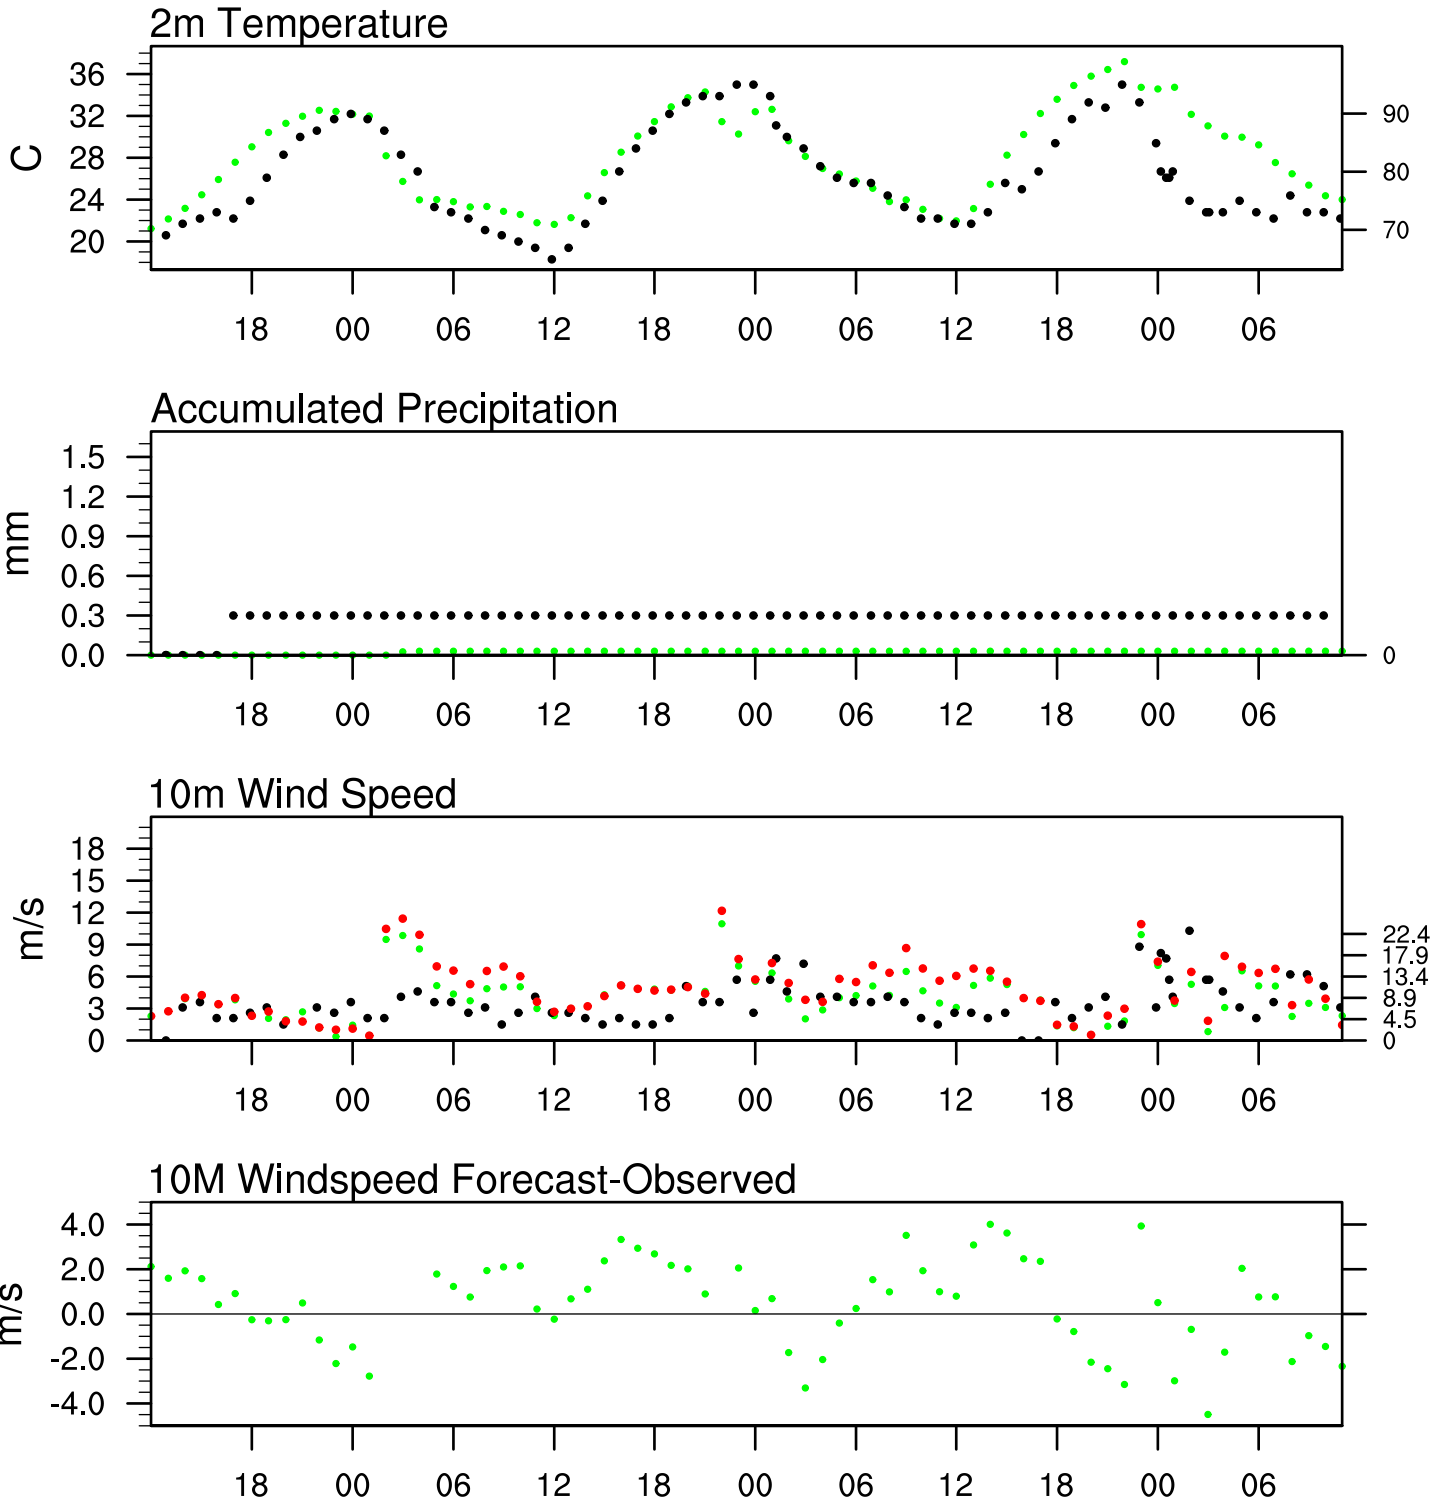 2m Temperature
36
32
28
24
20
C
90
80
70
18 00 06 12 18 00 06 12 18 00 06
Accumulated Precipitation
1.5
1.2
0.9
0.6
0.3
0.0
mm
0
18 00 06 12 18 00 06 12 18 00 06
10m Wind Speed
18
15
12
9
6
3
0
m/s
22.4
17.9
13.4
8.9
4.5
0
18 00 06 12 18 00 06 12 18 00 06
10M Windspeed Forecast-Observed
4.0
2.0
0.0
-2.0
-4.0
m/s
18 00 06 12 18 00 06 12 18 00 06